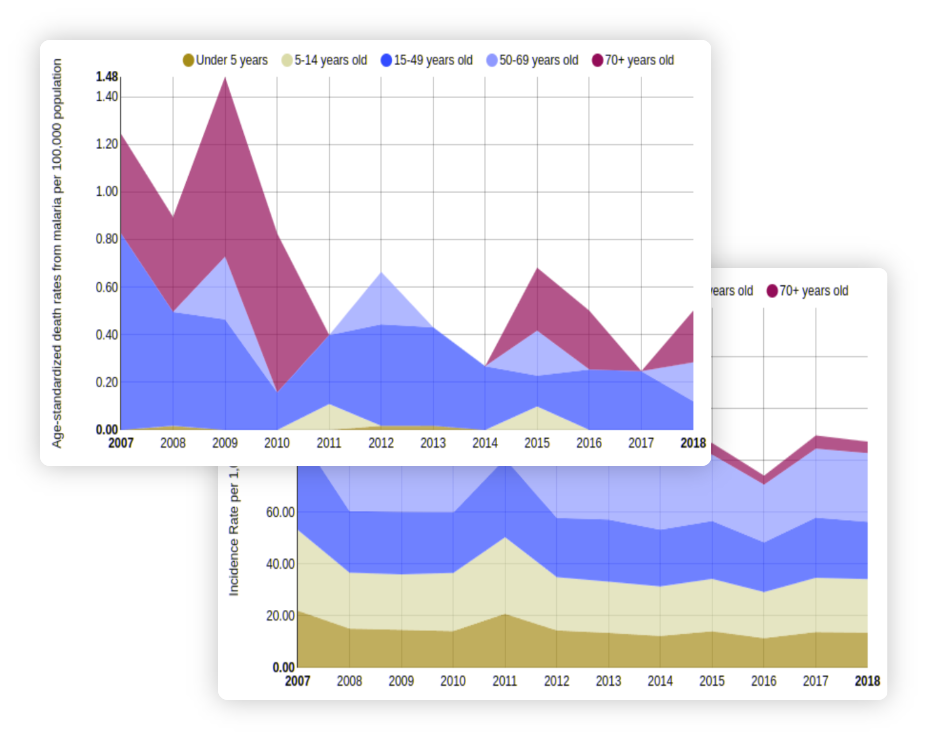 Under 5 years 5-14 years old 15-49 years old 50-69 years old 70+ years old
Age-standardized death rates from malaria per 100,000 population
1.48
1.40
1.20
1.00
0.80
0.60
0.40
0.20
0.00
2007 2008 2009 2010 2011 2012 2013 2014 2015 2016 2017 2018
years old 70+ years old
Incidence Rate per
60.00
40.00
20.00
0.00
2007 2008 2009 2010 2011 2012 2013 2014 2015 2016 2017 2018